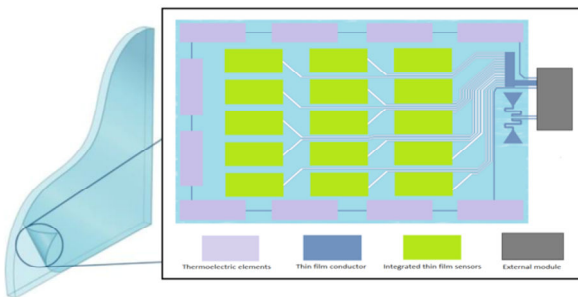 Thermoelectric elements
Thin film conductor
Integrated thin film sensors
External module